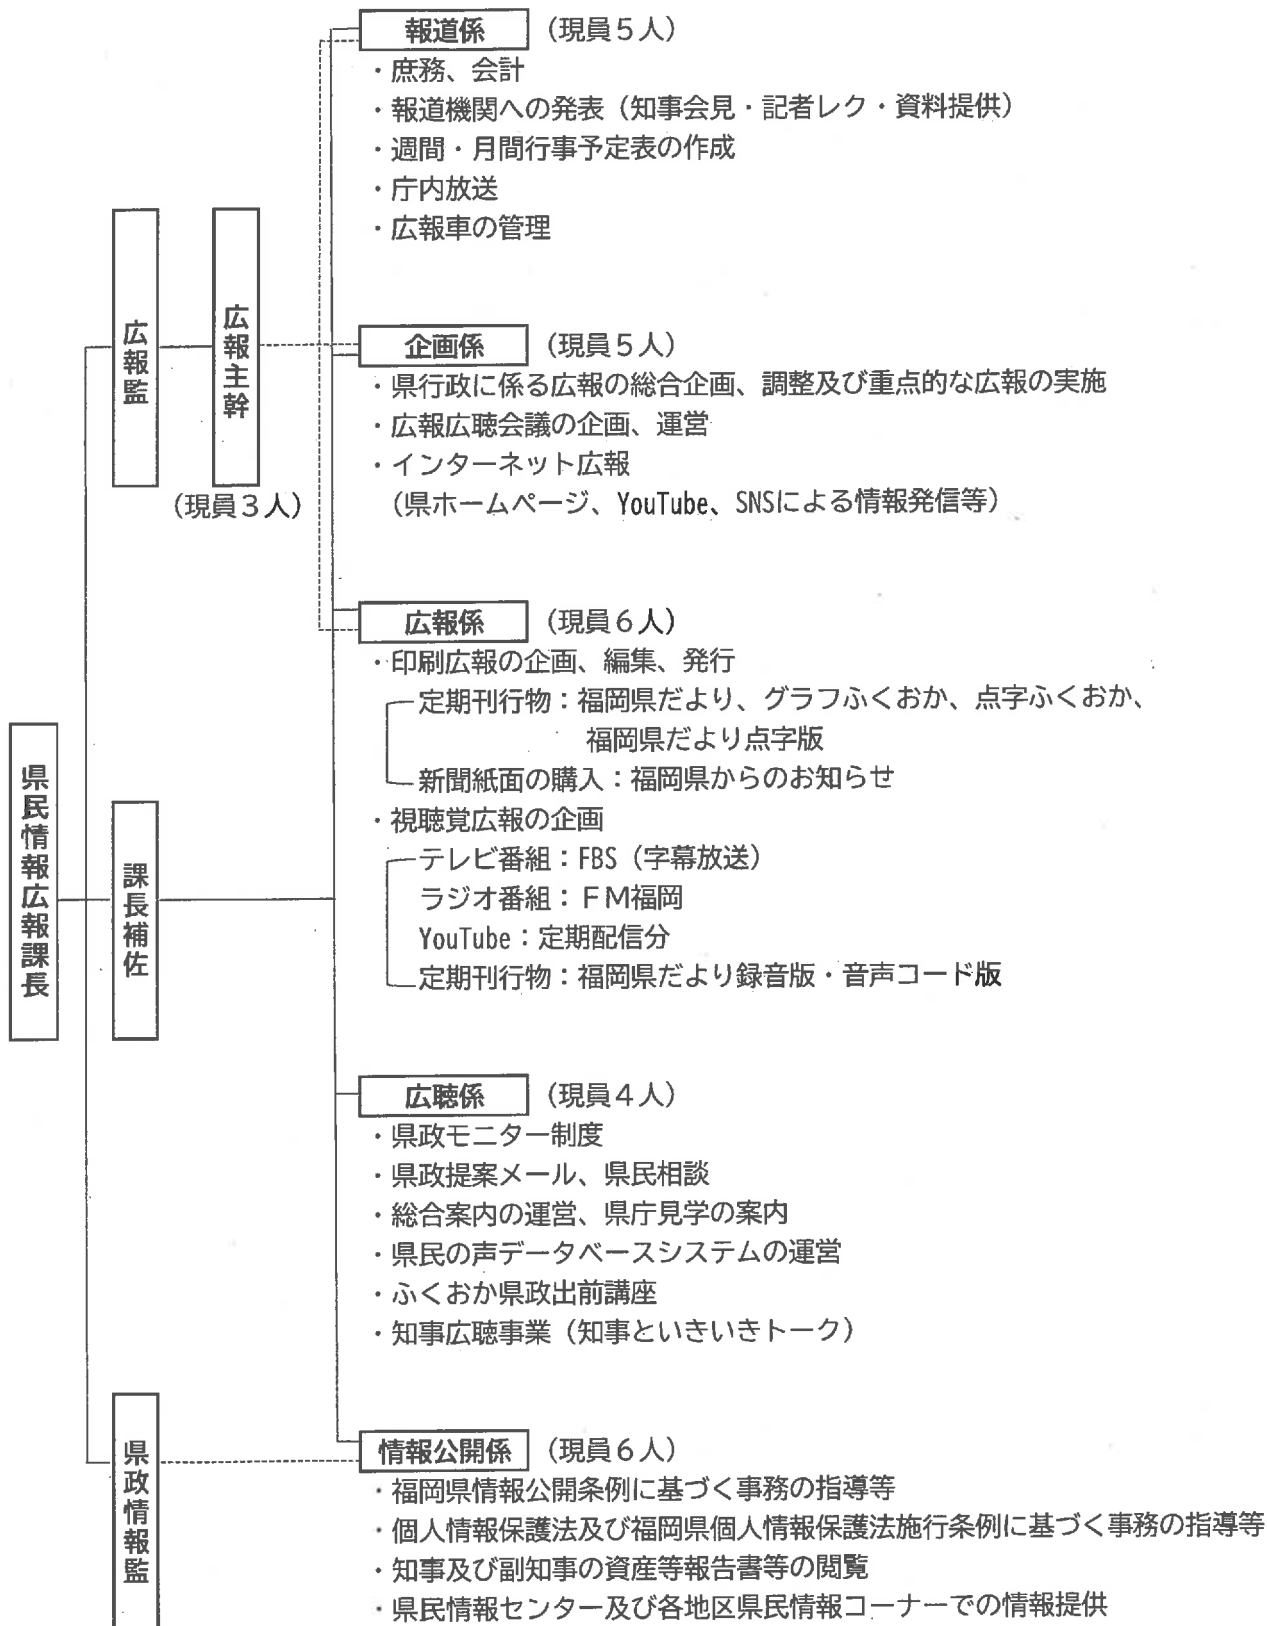 県民情報広報課長
広報監
広報主幹
(現員3人)
課長補佐
県政情報監
報道係 (現員5人)
・庶務、会計
・報道機関への発表(知事会見・記者レク・資料提供)
・週間・月間行事予定表の作成
・庁内放送
・広報車の管理
企画係 (現員5人)
・県行政に係る広報の総合企画、調整及び重点的な広報の実施
・広報広聴会議の企画、運営
・インターネット広報
(県ホームページ、YouTube、SNSによる情報発信等)
広報係 (現員6人)
・印刷広報の企画、編集、発行
定期刊行物:福岡県だより、グラフふくおか、点字ふくおか、
福岡県だより点字版
新聞紙面の購入:福岡県からのお知らせ
・視聴覚広報の企画
テレビ番組:FBS(字幕放送)
ラジオ番組:FM福岡
YouTube:定期配信分
定期刊行物:福岡県だより録音版・音声コード版
広聴係 (現員4人)
・県政モニター制度
・県政提案メール、県民相談
・総合案内の運営、県庁見学の案内
・県民の声データベースシステムの運営
・ふくおか県政出前講座
・知事広聴事業(知事といきいきトーク)
情報公開係 (現員6人)
・福岡県情報公開条例に基づく事務の指導等
・個人情報保護法及び福岡県個人情報保護法施行条例に基づく事務の指導等
・知事及び副知事の資産等報告書等の閲覧
・県民情報センター及び各地区県民情報コーナーでの情報提供